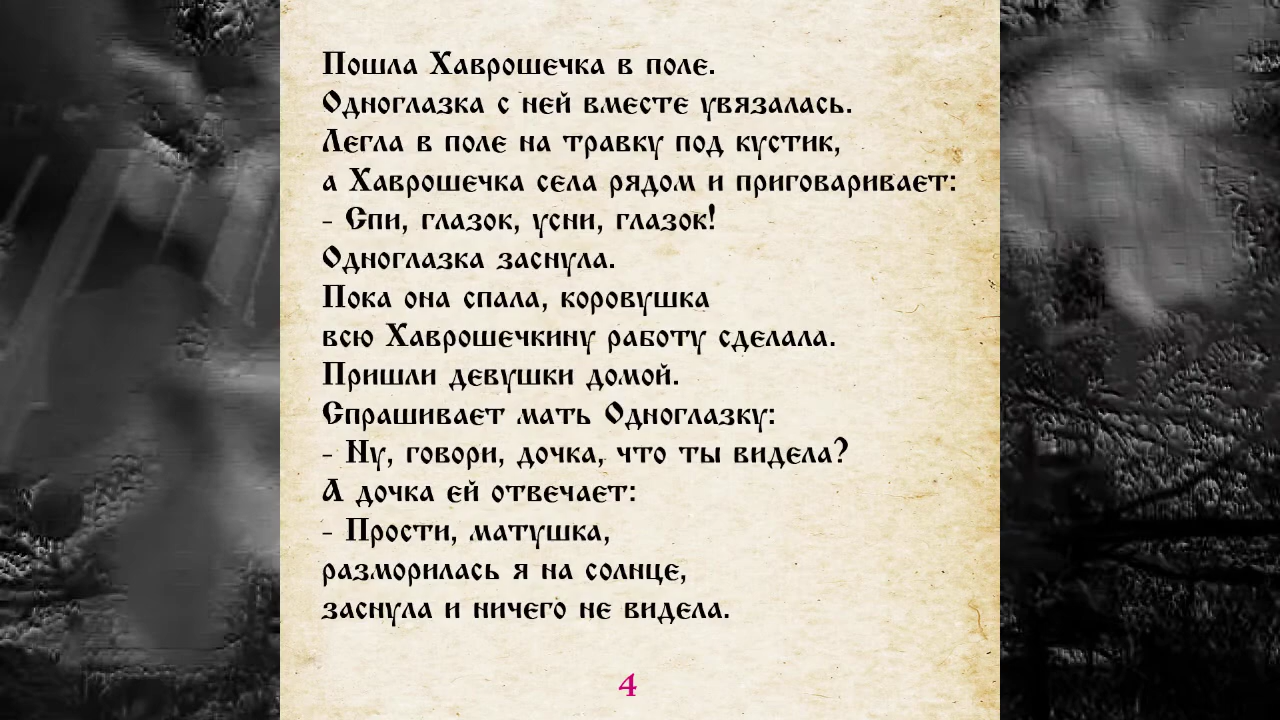 Пошла Хаврошечка в поле.
Одноглазка с ней вместе увязалась.
Легла в поле на травку под кустик,
а Хаврошечка села рядом и приговаривает:
- Спи, глазок, усни, глазок!
Одноглазка заснула.
Пока она спала, коровушка
всю Хаврошечкину работу сделала.
Пришли девушки домой.
Спрашивает мать Одноглазку:
- Ну, говори, дочка, что ты видела?
А дочка ей отвечает:
- Прости, матушка,
разморилась я на солнце,
заснула и ничего не видела.
4